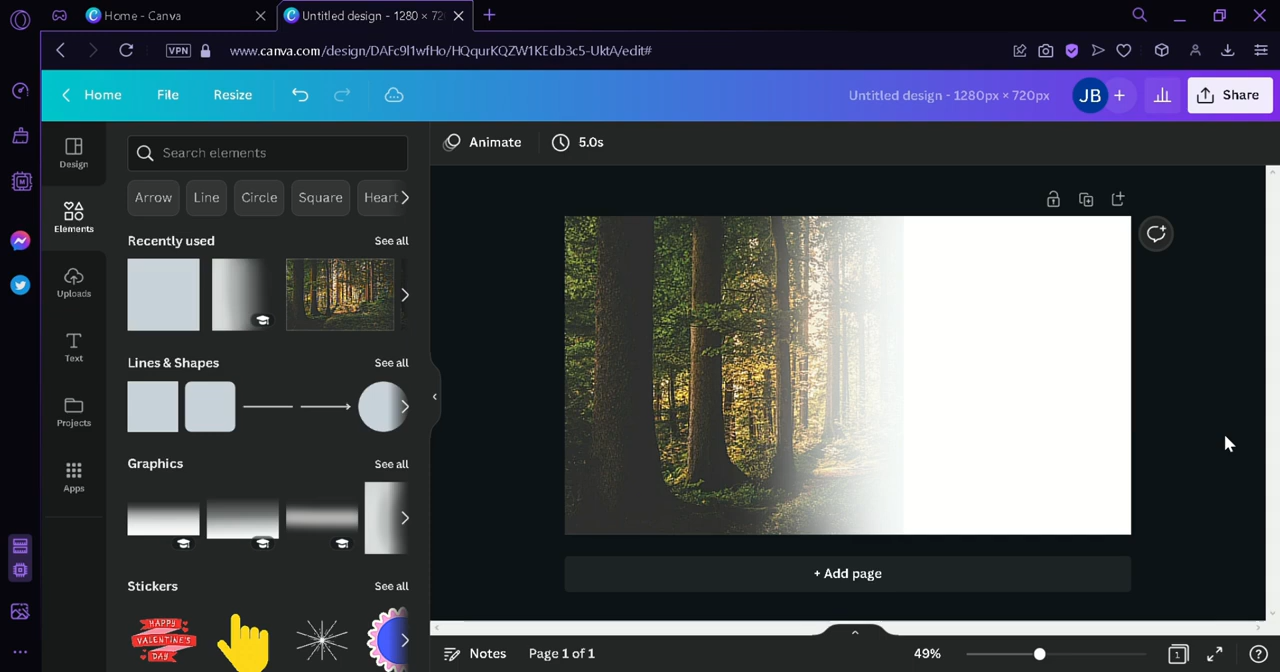 Home - Canva
Untitled design - 1280 × 72
VPN
www.canva.com/design/DAFc9l1wfHo/HQqurKQZW1KEdb3c5-UktA/edit#
Home
File
Resize
Untitled design - 1280px × 720px
JB
+
Share
Design
Search elements
Animate
5.0s
Arrow
Line
Circle
Square
Heart
Elements
Recently used
See all
Uploads
Lines & Shapes
See all
Text
Projects
Graphics
See all
Apps
+ Add page
Stickers
See all
HAPPY
VALENTINE'S
DAY
Notes
Page 1 of 1
49%
1